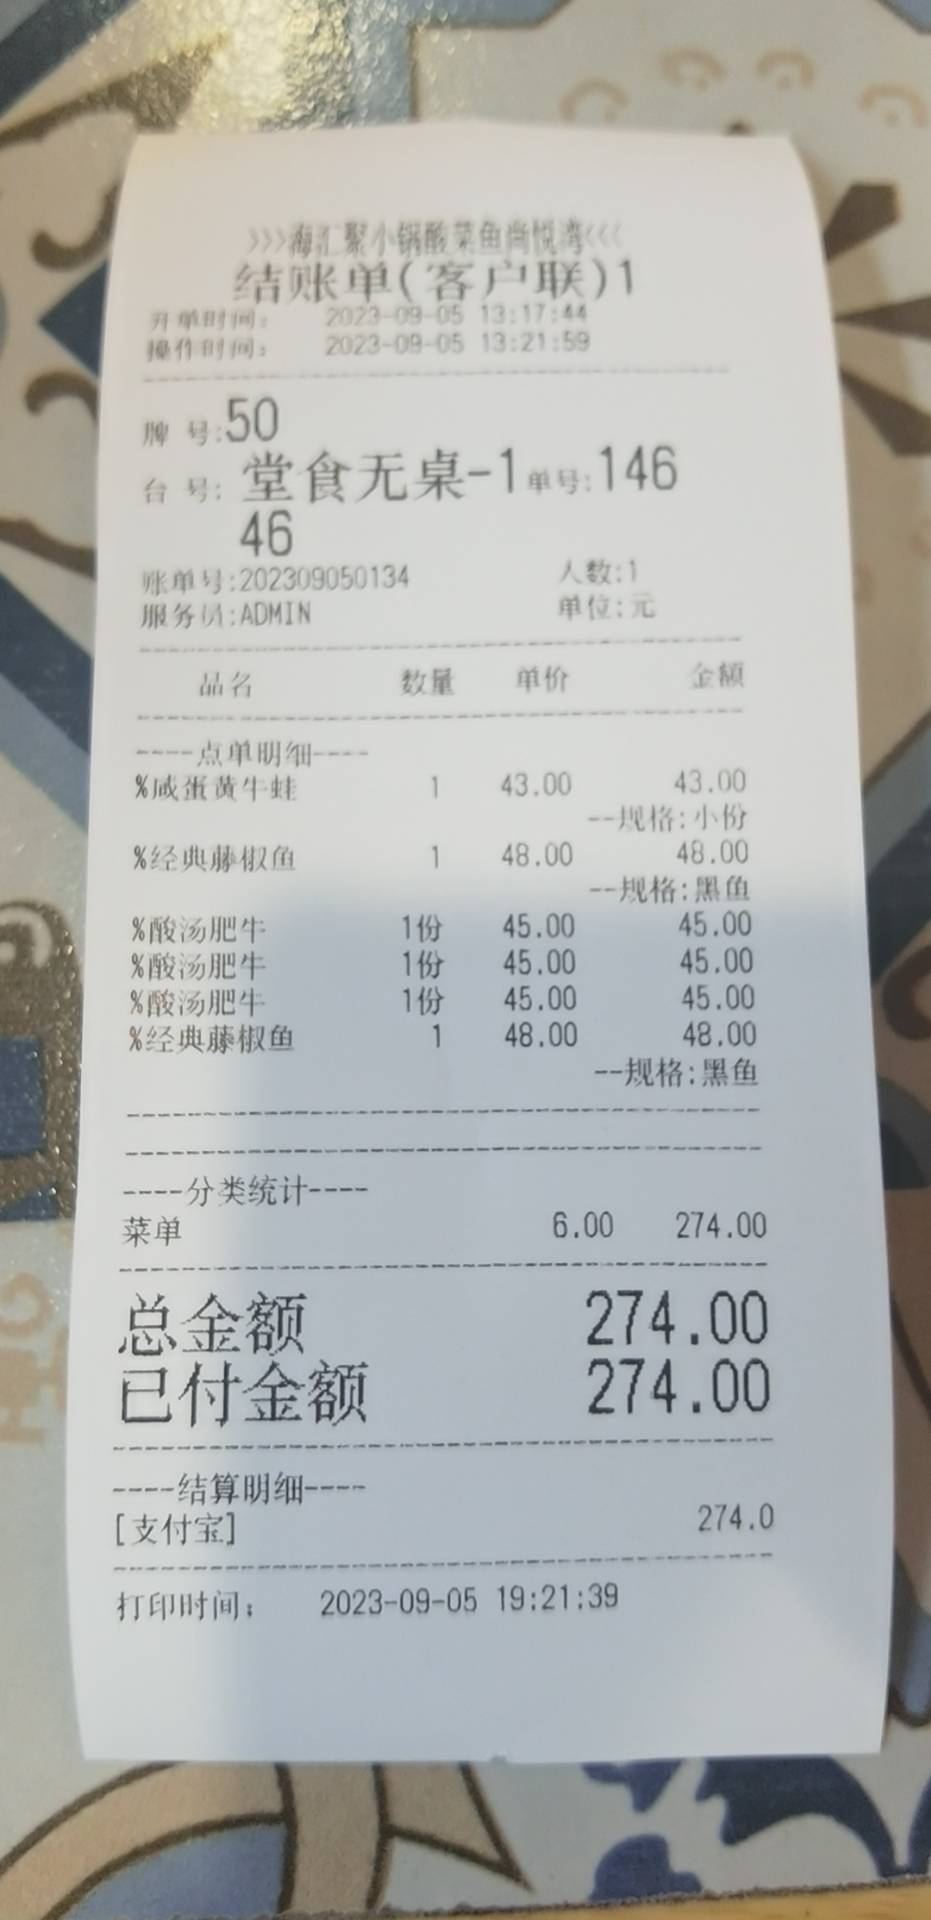 >>>海汇聚小锅酸菜鱼尚悦湾<<<
结账单(客户联)1
开单时间: 2023-09-05 13:17:44
操作时间: 2023-09-05 13:21:59
牌 号:50
台 号: 堂食无桌-1 单号:146
46
账单号:202309050134 人数:1
服务员:ADMIN 单位:元
品名 数量 单价 金额
----点单明细----
%咸蛋黄牛蛙 1 43.00 43.00
--规格:小份
%经典藤椒鱼 1 48.00 48.00
--规格:黑鱼
%酸汤肥牛 1份 45.00 45.00
%酸汤肥牛 1份 45.00 45.00
%酸汤肥牛 1份 45.00 45.00
%经典藤椒鱼 1 48.00 48.00
--规格:黑鱼
----分类统计----
菜单 6.00 274.00
总金额 274.00
已付金额 274.00
----结算明细----
[支付宝] 274.0
打印时间: 2023-09-05 19:21:39